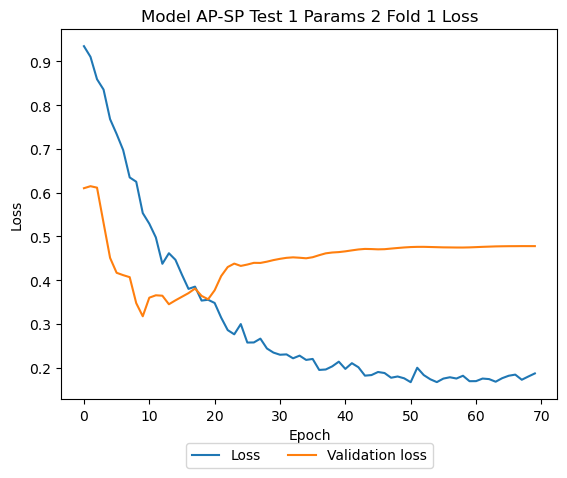 Model AP-SP Test 1 Params 2 Fold 1 Loss
0.9
0.8
0.7
0.6
0.5
0.4
0.3
0.2
Loss
0 10 20 30 40 50 60 70
Epoch
Loss Validation loss